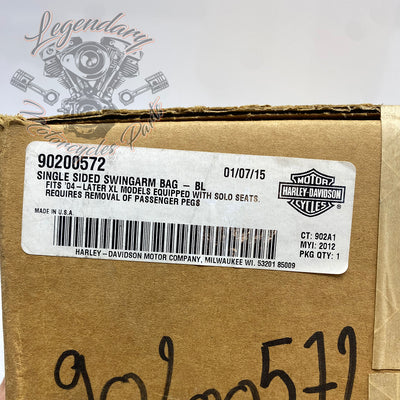 Legendary
Motorcycles Parts
90200572
01/07/15
SINGLE SIDED SWINGARM BAG – BL
FITS '04–LATER XL MODELS EQUIPPED WITH SOLO SEATS.
REQUIRES REMOVAL OF PASSENGER PEGS
MOTOR
HARLEY-DAVIDSON
CYCLES
MADE IN U.S.A.
CT: 902A1
MYI: 2012
PKG QTY: 1
HARLEY–DAVIDSON MOTOR COMPANY, MILWAUKEE WI. 53201 85009
90200572